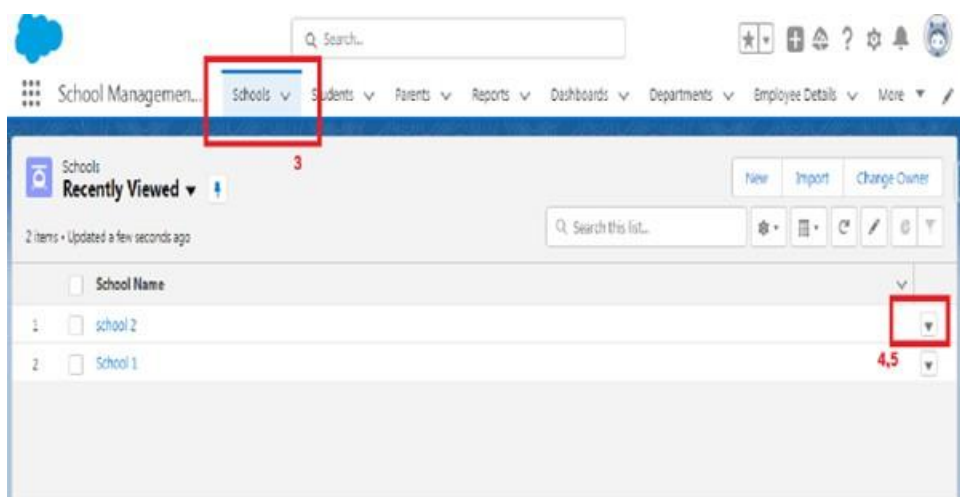 Search...
School Managemen... Schools Students Parents Reports Dashboards Departments Employee Details More
3
Schools
Recently Viewed
New Import Change Owner
2 items • Updated a few seconds ago
Search this list...
School Name
1 school 2
2 School 1
4,5